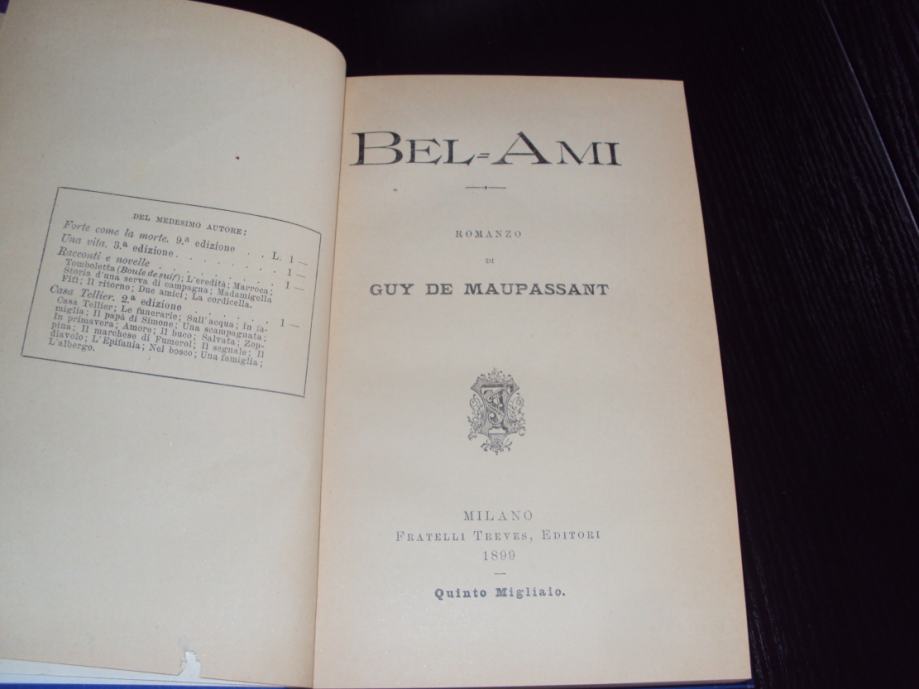 DEL MEDESIMO AUTORE:
Forte come la morte. 9.ª edizione . . L. 1 —
Una vita. 3.ª edizione . . . . . . . . . 1 —
Racconti e novelle . . . . . . . . . . . 1 —
Tomboletta (Boule de suif); L'eredità; Marroca;
Storia d'una serva di campagna; Madamigella
Fifi; Il ritorno; Due amici; La cordicella.
Casa Tellier. 2.ª edizione . . . . . . . 1 —
Casa Tellier; Le funerarie; Sull'acqua; In fa-
miglia; Il papà di Simone; Una scampagnata;
In primavera; Amore; Il buco; Salvata; Zop-
pina; Il marchese di Fumerol; Il segnale; Il
diavolo; L'Epifania; Nel bosco; Una famiglia;
L'albergo.
BEL=AMI
ROMANZO
DI
GUY DE MAUPASSANT
MILANO
FRATELLI TREVES, EDITORI
1899
Quinto Migliaio.